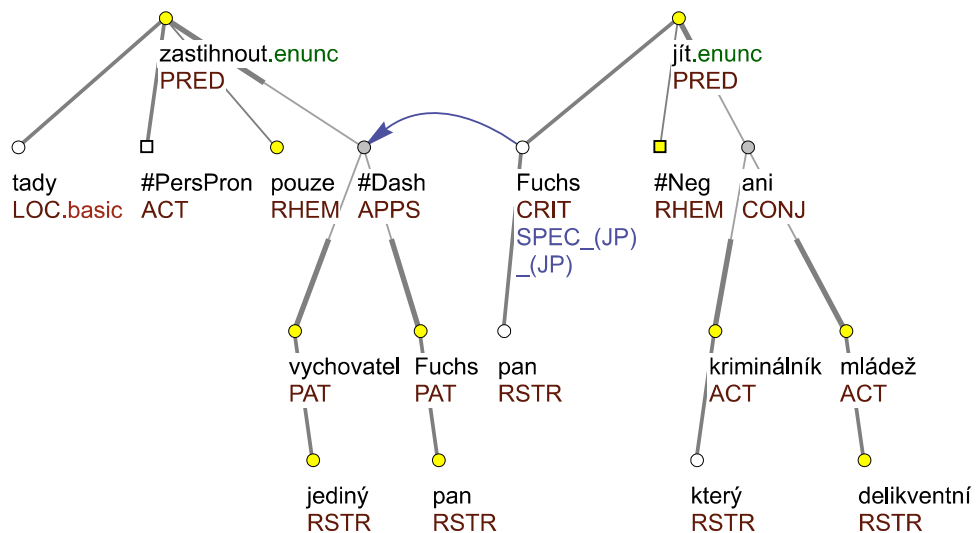 zastihnout.enunc
PRED
jít.enunc
PRED
tady
LOC.basic
#PersPron
ACT
pouze
RHEM
#Dash
APPS
Fuchs
CRIT
SPEC_(JP)
_(JP)
#Neg
RHEM
ani
CONJ
vychovatel
PAT
Fuchs
PAT
pan
RSTR
kriminálník
ACT
mládež
ACT
jediný
RSTR
pan
RSTR
který
RSTR
delikventní
RSTR